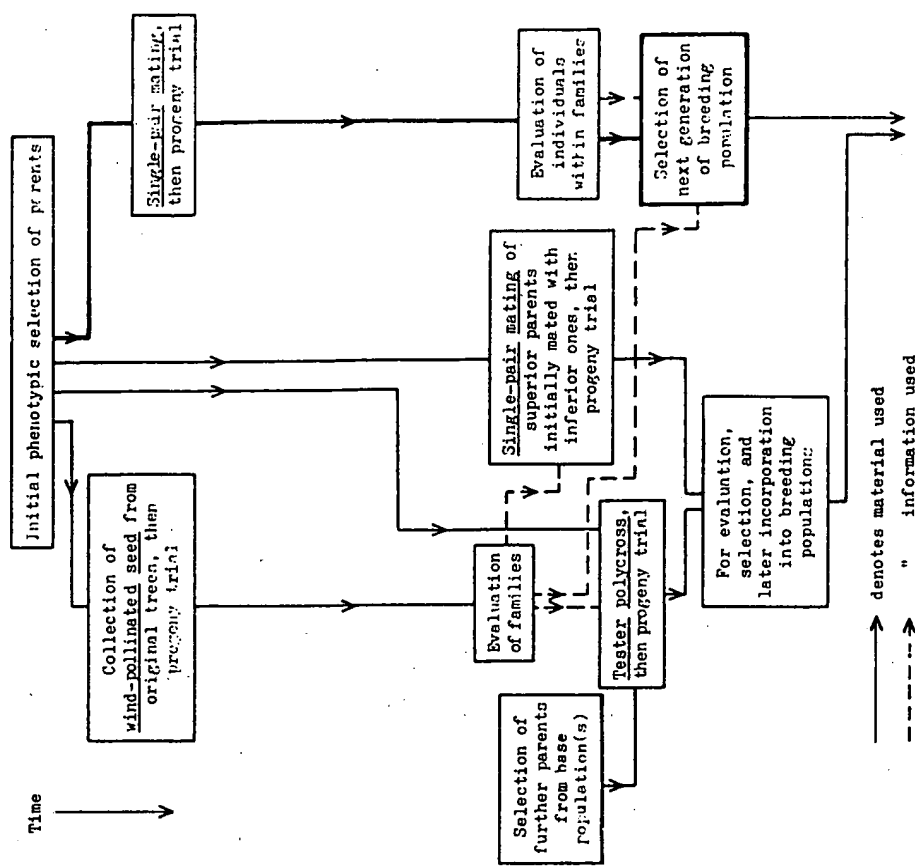 Time
Initial phenotypic selection of parents
Single-pair mating,
then progeny trial
Collection of
wind-pollinated seed from
original trees, then
progeny trial
Evaluation of
individuals
within families
Single-pair mating of
superior parents
initially mated with
inferior ones, then
progeny trial
Evaluation
of families
Selection of
further parents
from base
population(s)
Selection of
next generation
of breeding
population
Tester polycross,
then progeny trial
For evaluation,
selection, and
later incorporation
into breeding
populations
denotes material used
" information used